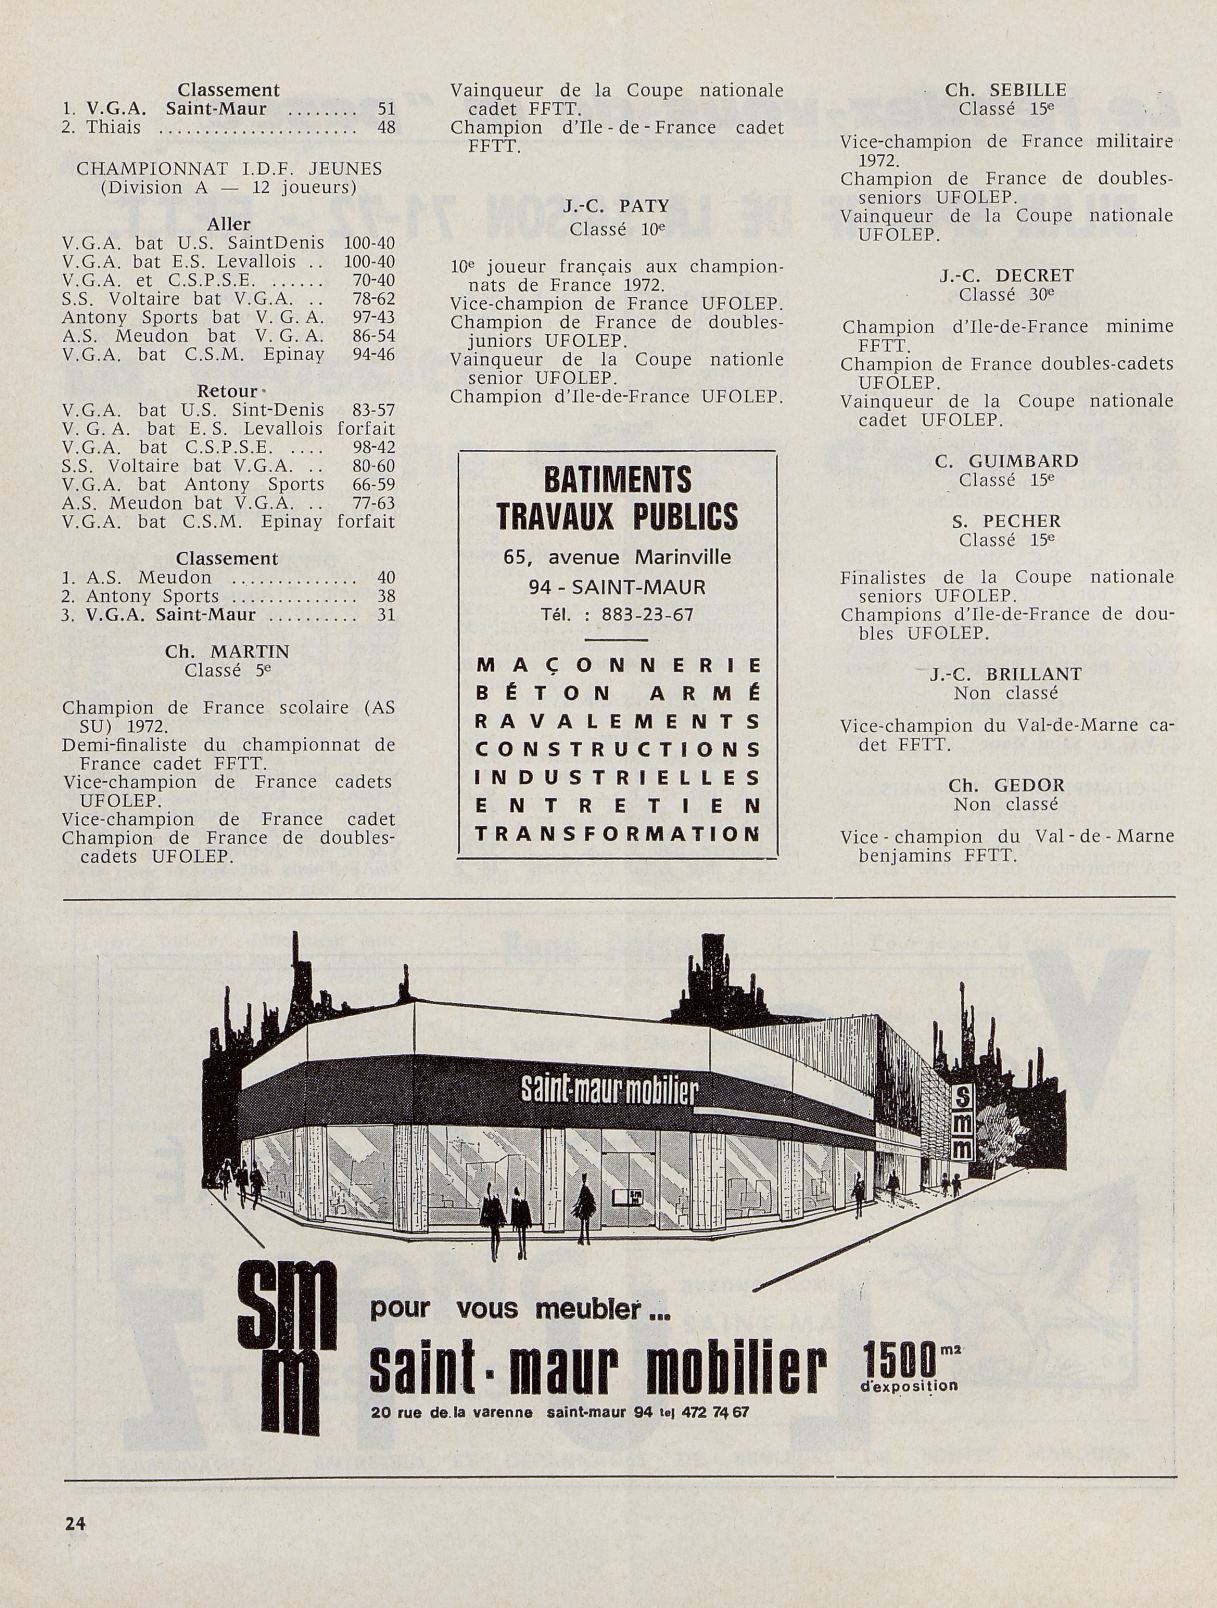 Classement
1. V.G.A. Saint-Maur ........ 51
2. Thiais ...................... 48
CHAMPIONNAT I.D.F. JEUNES
(Division A — 12 joueurs)
Aller
V.G.A. bat U.S. SaintDenis 100-40
V.G.A. bat E.S. Levallois .. 100-40
V.G.A. et C.S.P.S.E. ...... 70-40
S.S. Voltaire bat V.G.A. .. 78-62
Antony Sports bat V. G. A. 97-43
A.S. Meudon bat V. G. A. 86-54
V.G.A. bat C.S.M. Epinay 94-46
Retour
V.G.A. bat U.S. Sint-Denis 83-57
V. G. A. bat E. S. Levallois forfait
V.G.A. bat C.S.P.S.E. .... 98-42
S.S. Voltaire bat V.G.A. .. 80-60
V.G.A. bat Antony Sports 66-59
A.S. Meudon bat V.G.A. .. 77-63
V.G.A. bat C.S.M. Epinay forfait
Classement
1. A.S. Meudon .............. 40
2. Antony Sports .............. 38
3. V.G.A. Saint-Maur .......... 31
Ch. MARTIN
Classé 5e
Champion de France scolaire (AS
SU) 1972.
Demi-finaliste du championnat de
France cadet FFTT.
Vice-champion de France cadets
UFOLEP.
Vice-champion de France cadet
Champion de France de doubles-
cadets UFOLEP.
Vainqueur de la Coupe nationale
cadet FFTT.
Champion d'Ile - de - France cadet
FFTT.
J.-C. PATY
Classé 10e
10e joueur français aux champion-
nats de France 1972.
Vice-champion de France UFOLEP.
Champion de France de doubles-
juniors UFOLEP.
Vainqueur de la Coupe nationle
senior UFOLEP.
Champion d'Ile-de-France UFOLEP.
BATIMENTS
TRAVAUX PUBLICS
65, avenue Marinville
94 - SAINT-MAUR
Tél. : 883-23-67
MAÇONNERIE
BÉTON ARMÉ
RAVALEMENTS
CONSTRUCTIONS
INDUSTRIELLES
ENTRETIEN
TRANSFORMATION
Ch. SEBILLE
Classé 15e
Vice-champion de France militaire
1972.
Champion de France de doubles-
seniors UFOLEP.
Vainqueur de la Coupe nationale
UFOLEP.
J.-C. DECRET
Classé 30e
Champion d'Ile-de-France minime
FFTT.
Champion de France doubles-cadets
UFOLEP.
Vainqueur de la Coupe nationale
cadet UFOLEP.
C. GUIMBARD
Classé 15e
S. PECHER
Classé 15e
Finalistes de la Coupe nationale
seniors UFOLEP.
Champions d'Ile-de-France de dou-
bles UFOLEP.
J.-C. BRILLANT
Non classé
Vice-champion du Val-de-Marne ca-
det FFTT.
Ch. GEDOR
Non classé
Vice - champion du Val - de - Marne
benjamins FFTT.
saint-maur mobilier
s
m
m
sm
m
smm
pour vous meubler...
saint-maur mobilier 1500 m2
d'exposition
20 rue de la varenne saint-maur 94 tel 472 74 67
24